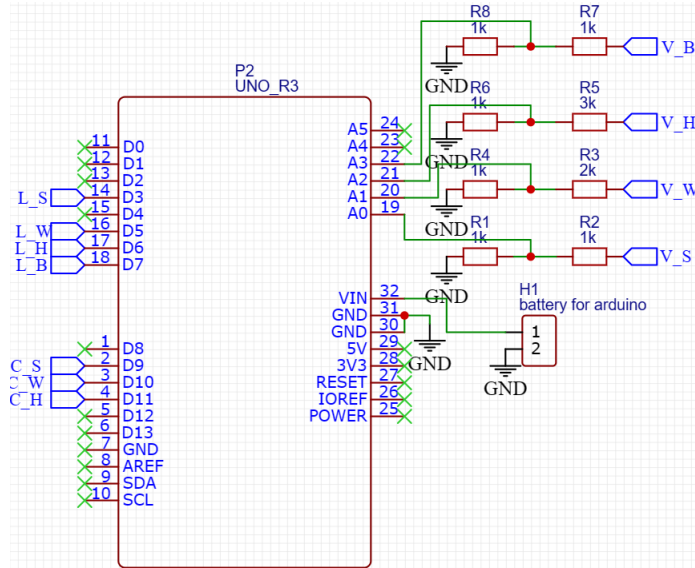 R8
1k
R7
1k
V_B
GND
R6
1k
R5
3k
V_H
GND
R4
1k
R3
2k
V_W
GND
R1
1k
R2
1k
V_S
GND
P2
UNO_R3
11 D0
12 D1
13 D2
L_S 14 D3
15 D4
L_W 16 D5
L_H 17 D6
L_B 18 D7
1 D8
C_S 2 D9
C_W 3 D10
C_H 4 D11
5 D12
6 D13
7 GND
8 AREF
9 SDA
10 SCL
A5 24
A4 23
A3 22
A2 21
A1 20
A0 19
VIN 32
GND 31
GND 30
5V 29
3V3 28
RESET 27
IOREF 26
POWER 25
GND
H1
battery for arduino
1
2
GND